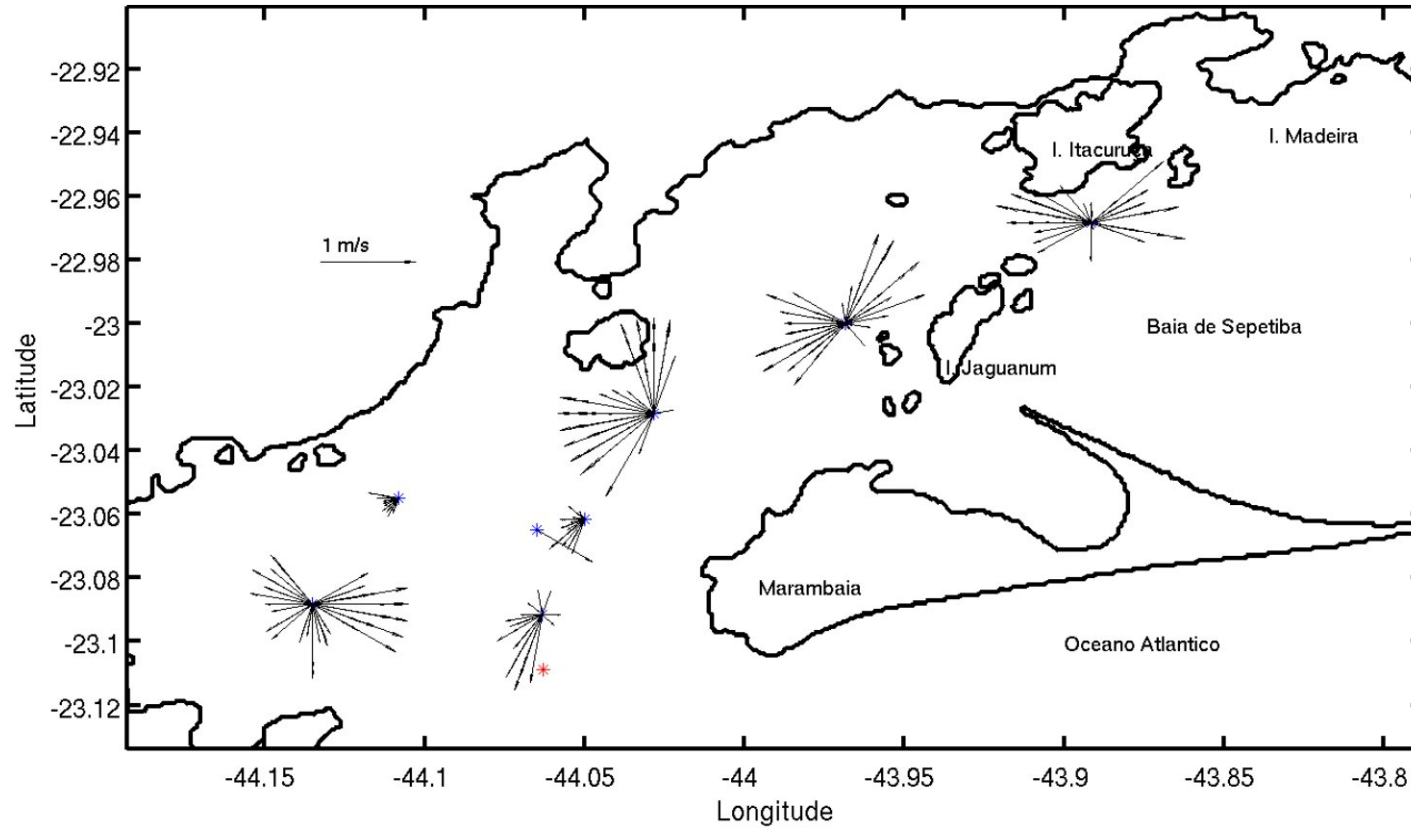 -22.92
-22.94
I. Itacuruça
I. Madeira
-22.96
1 m/s
-22.98
-23
Baia de Sepetiba
-23.02
I. Jaguanum
-23.04
-23.06
-23.08
Marambaia
-23.1
Oceano Atlantico
-23.12
Latitude
-44.15 -44.1 -44.05 -44 -43.95 -43.9 -43.85 -43.8
Longitude